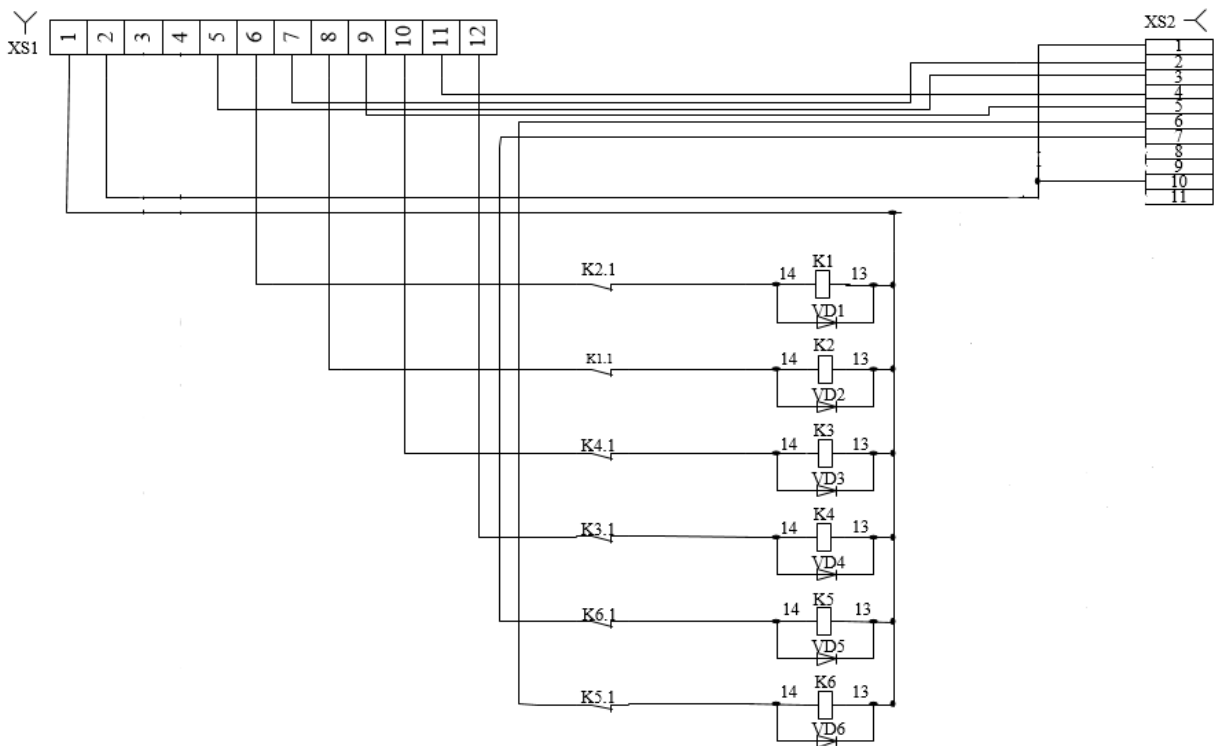 XS1
1 2 3 4 5 6 7 8 9 10 11 12
XS2
1
2
3
4
5
6
7
8
9
10
11
K2.1 14 K1 13
VD1
K1.1 14 K2 13
VD2
K4.1 14 K3 13
VD3
K3.1 14 K4 13
VD4
K6.1 14 K5 13
VD5
K5.1 14 K6 13
VD6